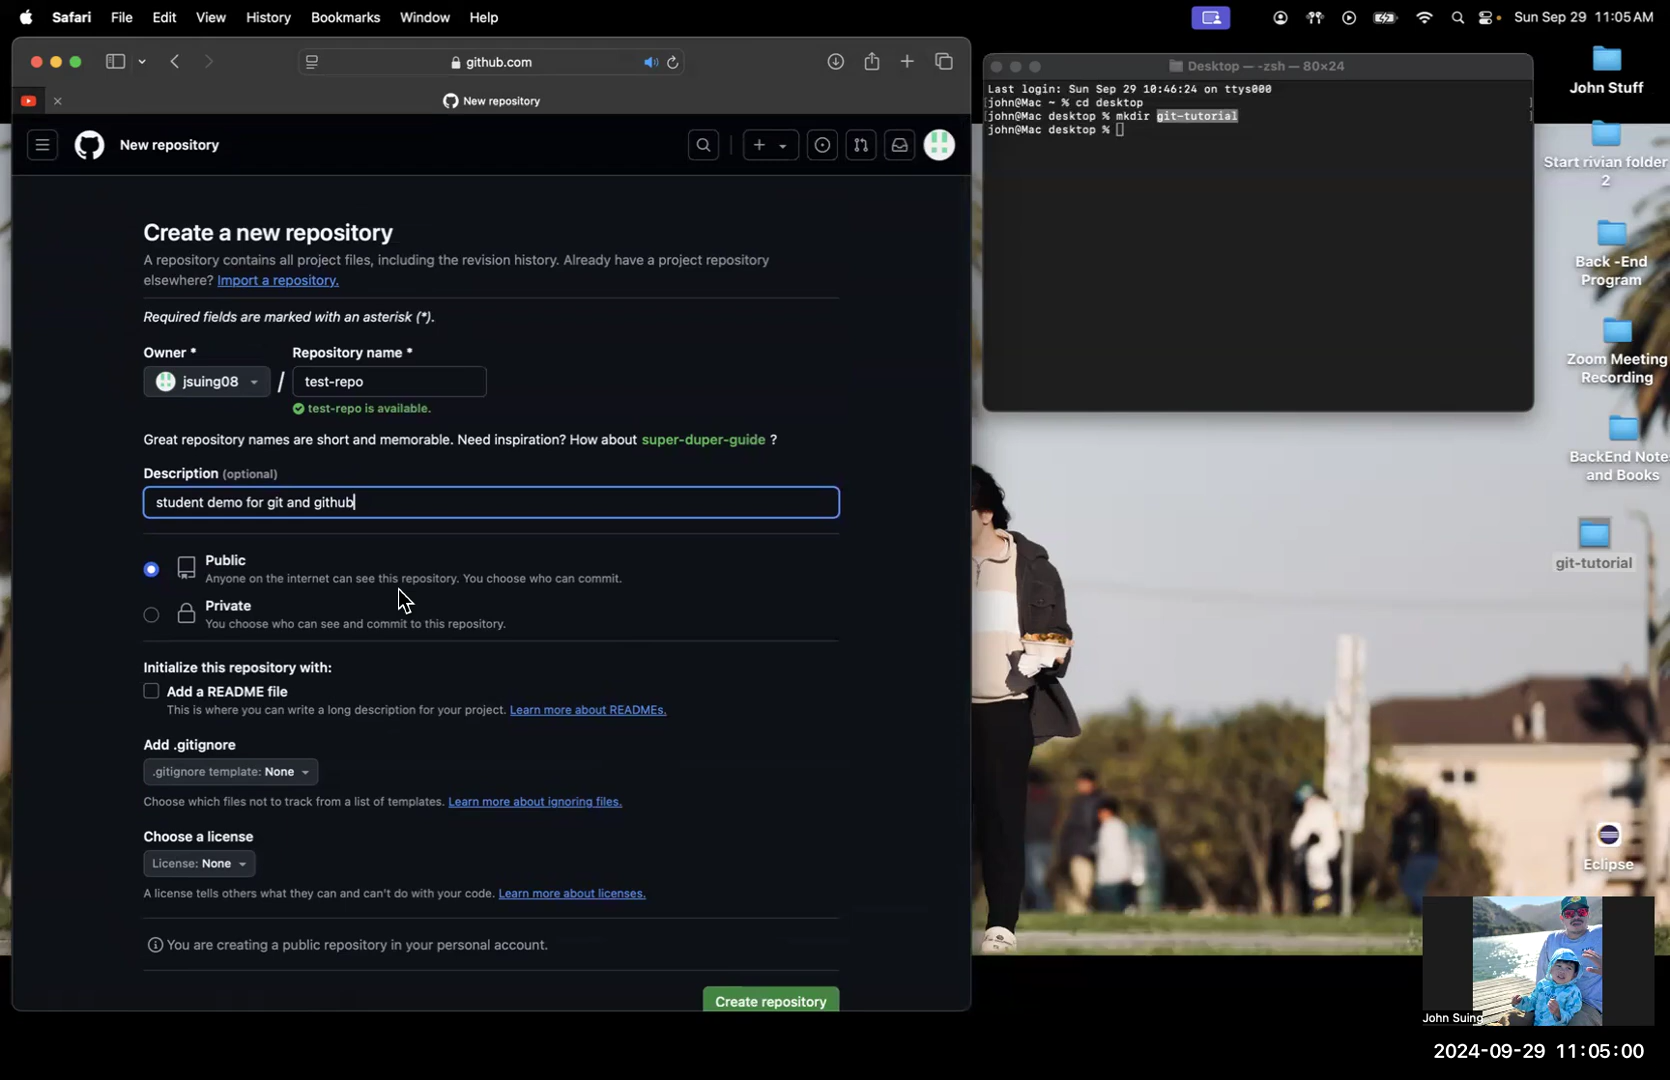 Safari File Edit View History Bookmarks Window Help
Sun Sep 29 11:05 AM
github.com
New repository
New repository
Create a new repository
A repository contains all project files, including the revision history. Already have a project repository
elsewhere? Import a repository.
Required fields are marked with an asterisk (*).
Owner * Repository name *
jsuing08 / test-repo
test-repo is available.
Great repository names are short and memorable. Need inspiration? How about super-duper-guide ?
Description (optional)
student demo for git and github
Public
Anyone on the internet can see this repository. You choose who can commit.
Private
You choose who can see and commit to this repository.
Initialize this repository with:
Add a README file
This is where you can write a long description for your project. Learn more about READMEs.
Add .gitignore
.gitignore template: None
Choose which files not to track from a list of templates. Learn more about ignoring files.
Choose a license
License: None
A license tells others what they can and can't do with your code. Learn more about licenses.
You are creating a public repository in your personal account.
Create repository
Desktop — -zsh — 80×24
Last login: Sun Sep 29 10:46:24 on ttys000
[john@Mac ~ % cd desktop ]
[john@Mac desktop % mkdir git-tutorial ]
john@Mac desktop %
John Stuff
Start rivian folder
2
Back -End
Program
Zoom Meeting
Recording
BackEnd Note
and Books
git-tutorial
Eclipse
John Suing
2024-09-29 11:05:00